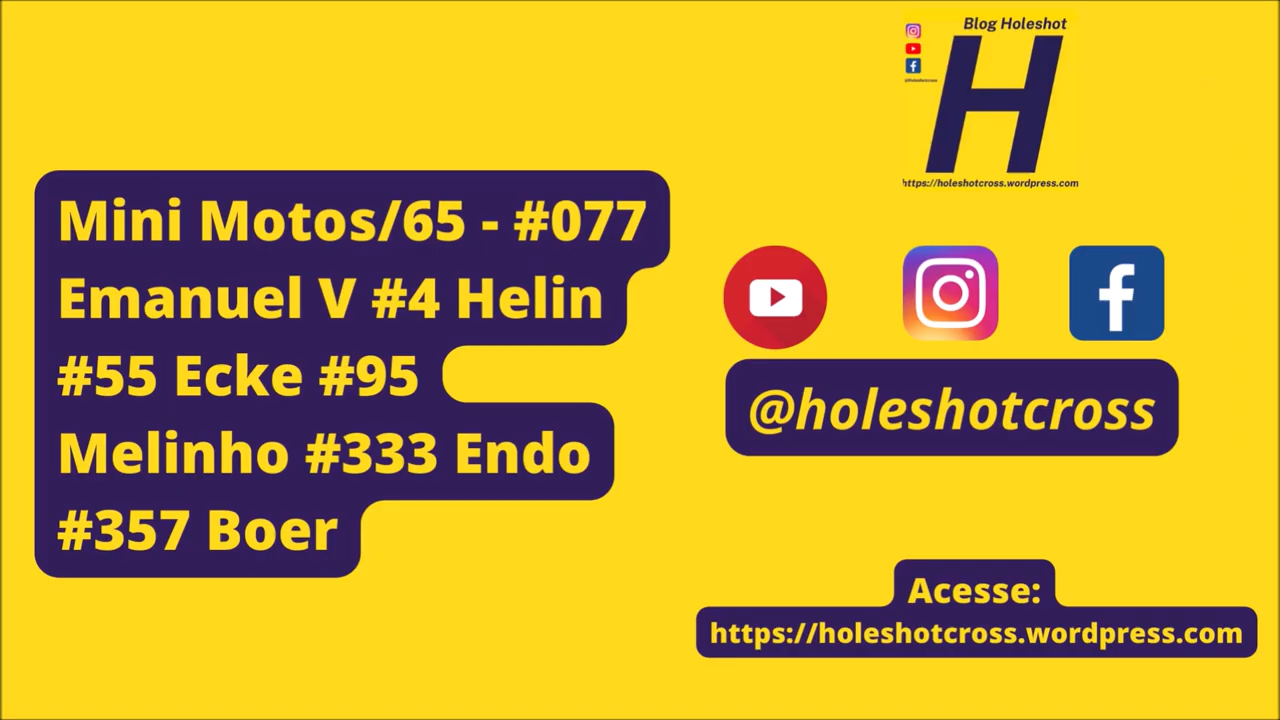 Mini Motos/65 - #077
Emanuel V #4 Helin
#55 Ecke #95
Melinho #333 Endo
#357 Boer
Blog Holeshot
H
https://holeshotcross.wordpress.com
@holeshotcross
Acesse:
https://holeshotcross.wordpress.com